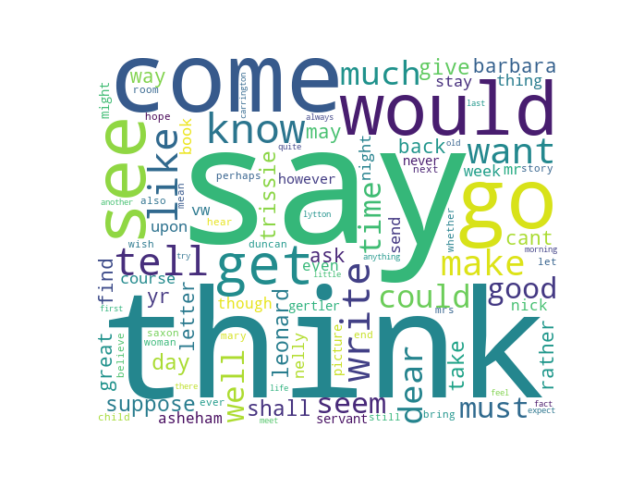 come
would
say
think
see
go
get
like
know
much
give
barbara
way
room
might
hope
book
carrington
stay
thing
always
last
may
back
want
night
never
next
mr
story
week
old
quite
perhaps
however
mean
another
also
upon
vw
trissie
time
send
cant
whether
morning
let
wish
hear
duncan
lytton
anything
tell
try
ask
even
little
make
could
good
nick
mrs
find
course
yr
letter
though
gertler
first
saxon
woman
believe
mary
day
there
great
well
leonard
nelly
picture
end
write
dear
take
rather
feel
life
suppose
shall
seem
must
child
asheham
ever
meet
servant
still
bring
fact
expect